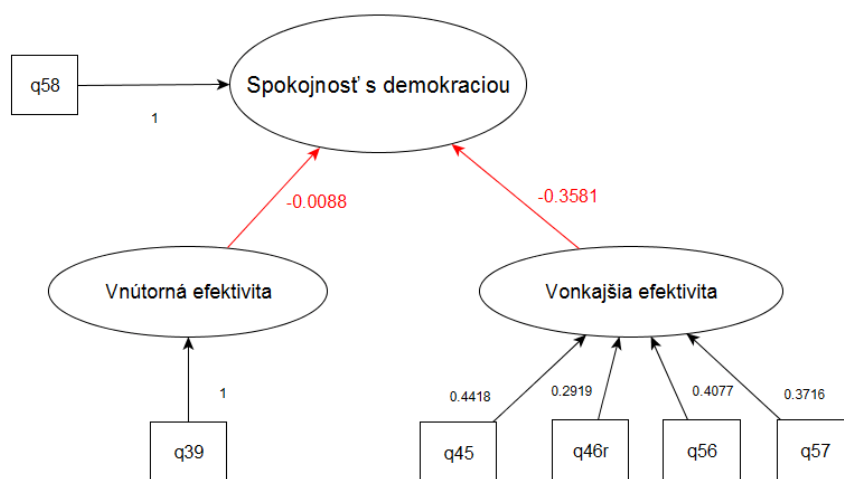 Spokojnosť s demokraciou
q58
1
-0.0088
-0.3581
Vnútorná efektivita
Vonkajšia efektivita
1
0.4418
0.2919
0.4077
0.3716
q39
q45
q46r
q56
q57